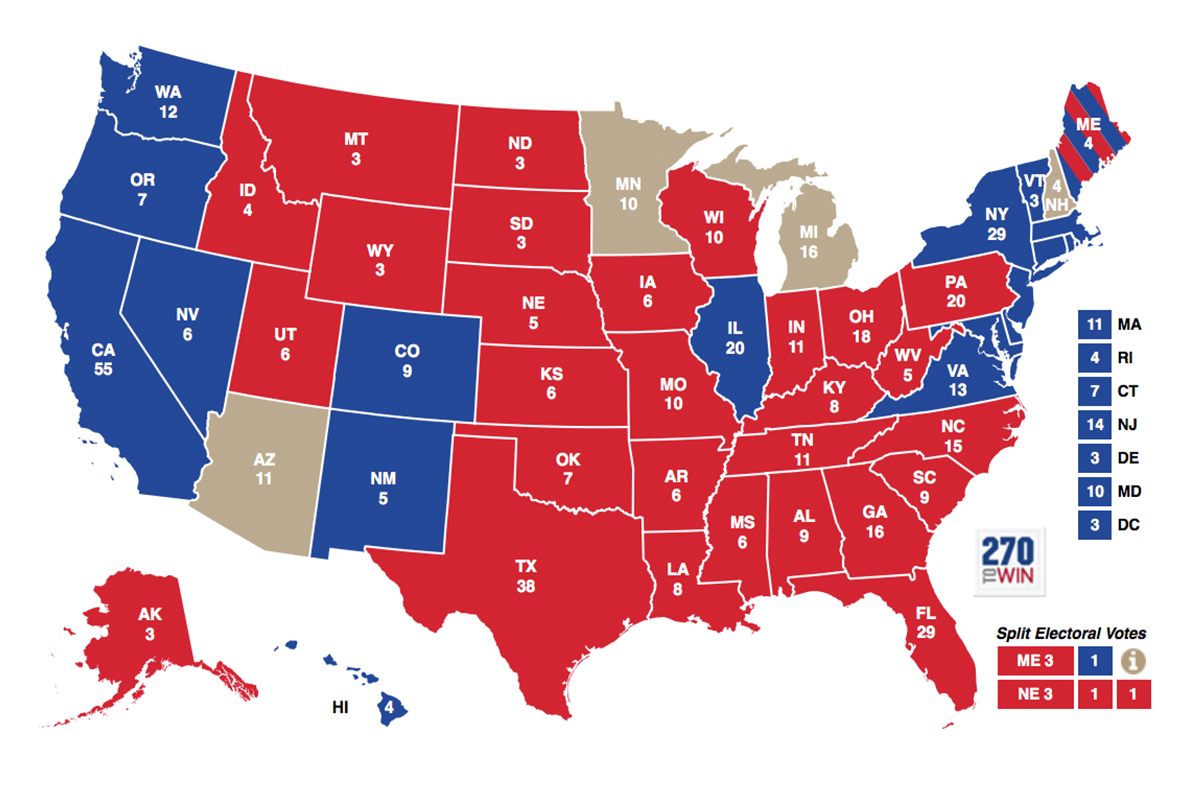 WA
12
OR
7
CA
55
NV
6
ID
4
MT
3
WY
3
UT
6
AZ
11
CO
9
NM
5
ND
3
SD
3
NE
5
KS
6
OK
7
TX
38
MN
10
IA
6
MO
10
AR
6
LA
8
WI
10
IL
20
MI
16
IN
11
OH
18
KY
8
TN
11
MS
6
AL
9
GA
16
FL
29
SC
9
NC
15
VA
13
WV
5
PA
20
NY
29
VT
3
4
NH
ME
4
AK
3
HI
4
11 MA
4 RI
7 CT
14 NJ
3 DE
10 MD
3 DC
270
TO WIN
Split Electoral Votes
ME 3 1 i
NE 3 1 1